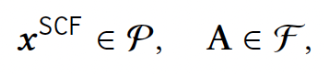 𝒙^SCF ∈ 𝒫,  A ∈ ℱ,